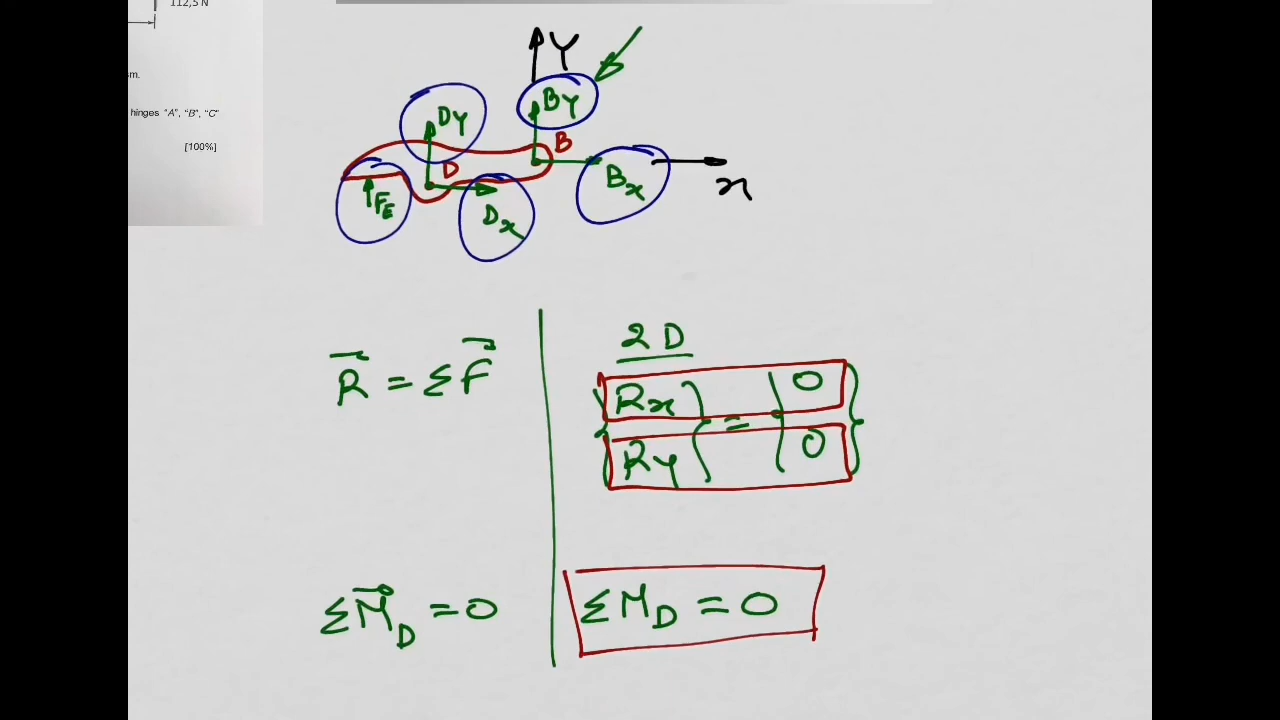 112,5 N
sm.
hinges "A", "B", "C"
[100%]
Y
DY BY
B
D
Bx
x
FE
Dx
R = ΣF
2D
Rx = 0
Ry 0
ΣMD = 0 ΣMD = 0